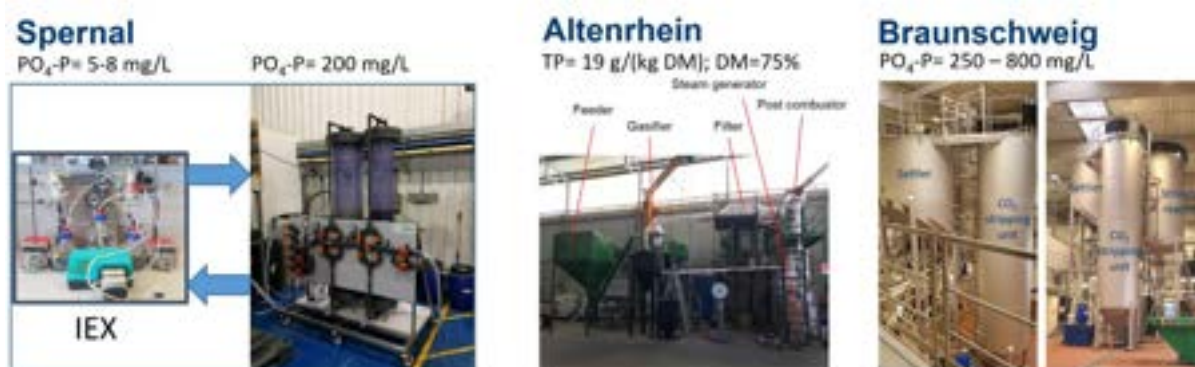 Spernal
PO₄-P= 5-8 mg/L
PO₄-P= 200 mg/L
IEX
Altenrhein
TP= 19 g/(kg DM); DM=75%
Steam generator
Post combustor
Feeder
Gasifier
Filter
Braunschweig
PO₄-P= 250 – 800 mg/L
Settler
CO₂
stripping
unit
CO₂
stripping
unit